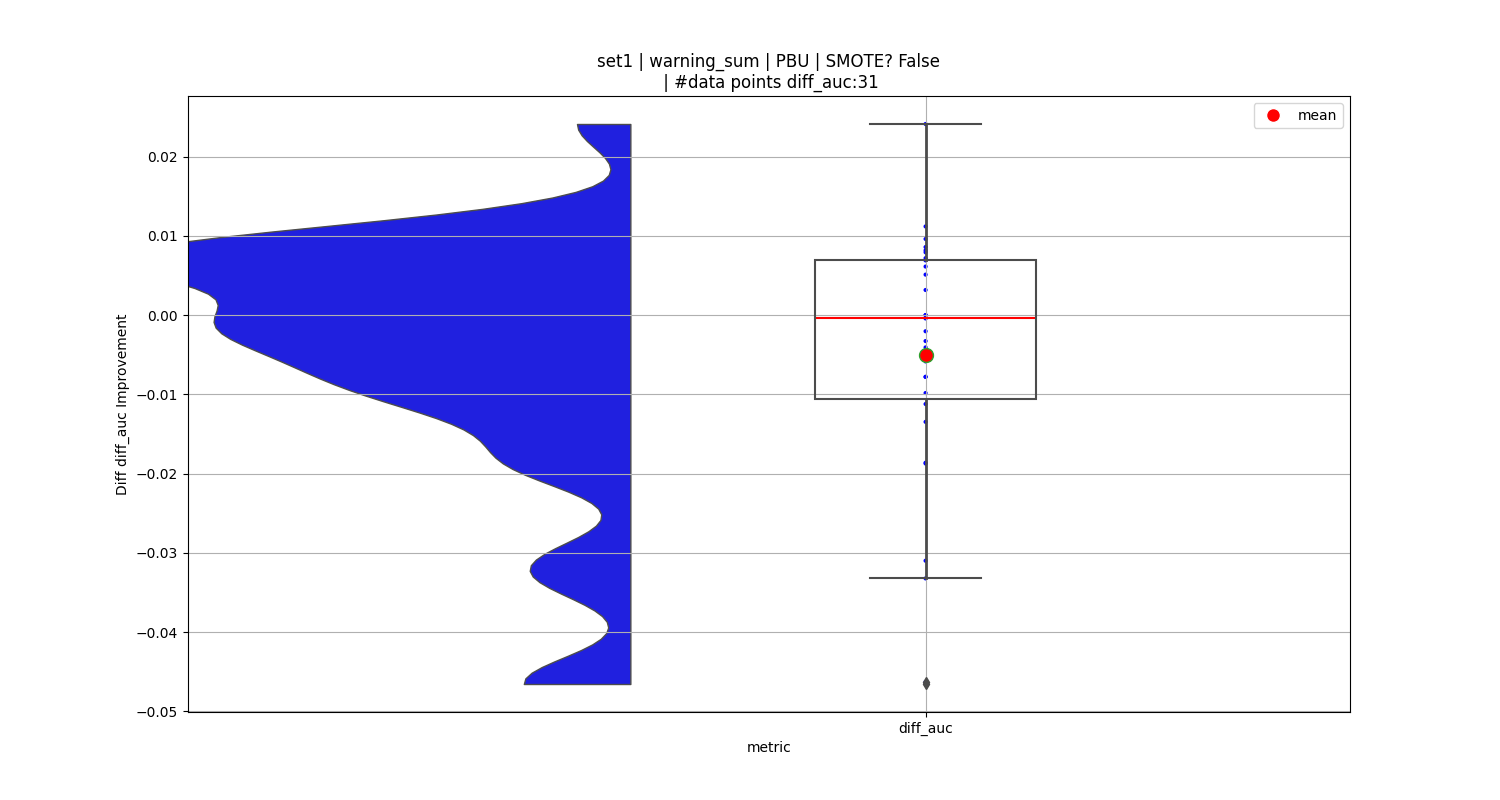 set1 | warning_sum | PBU | SMOTE? False
| #data points diff_auc:31
mean
0.02
0.01
0.00
−0.01
−0.02
−0.03
−0.04
−0.05
Diff diff_auc Improvement
diff_auc
metric